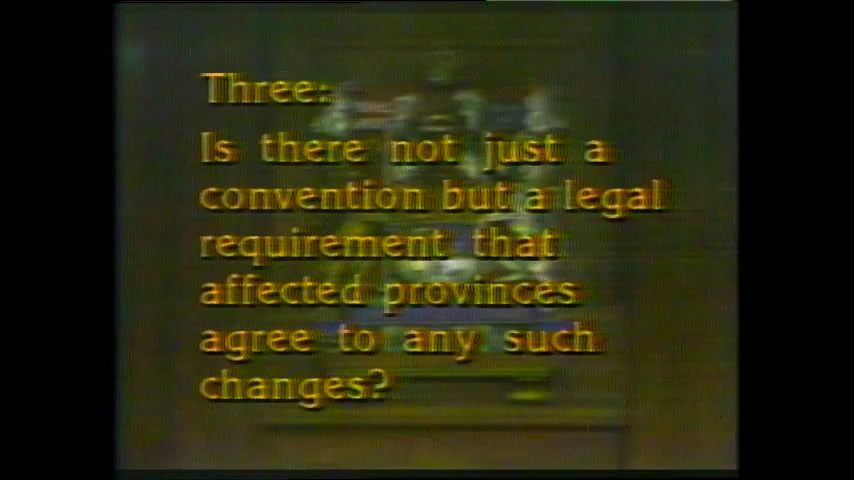 Three:
Is there not just a
convention but a legal
requirement that
affected provinces
agree to any such
changes?